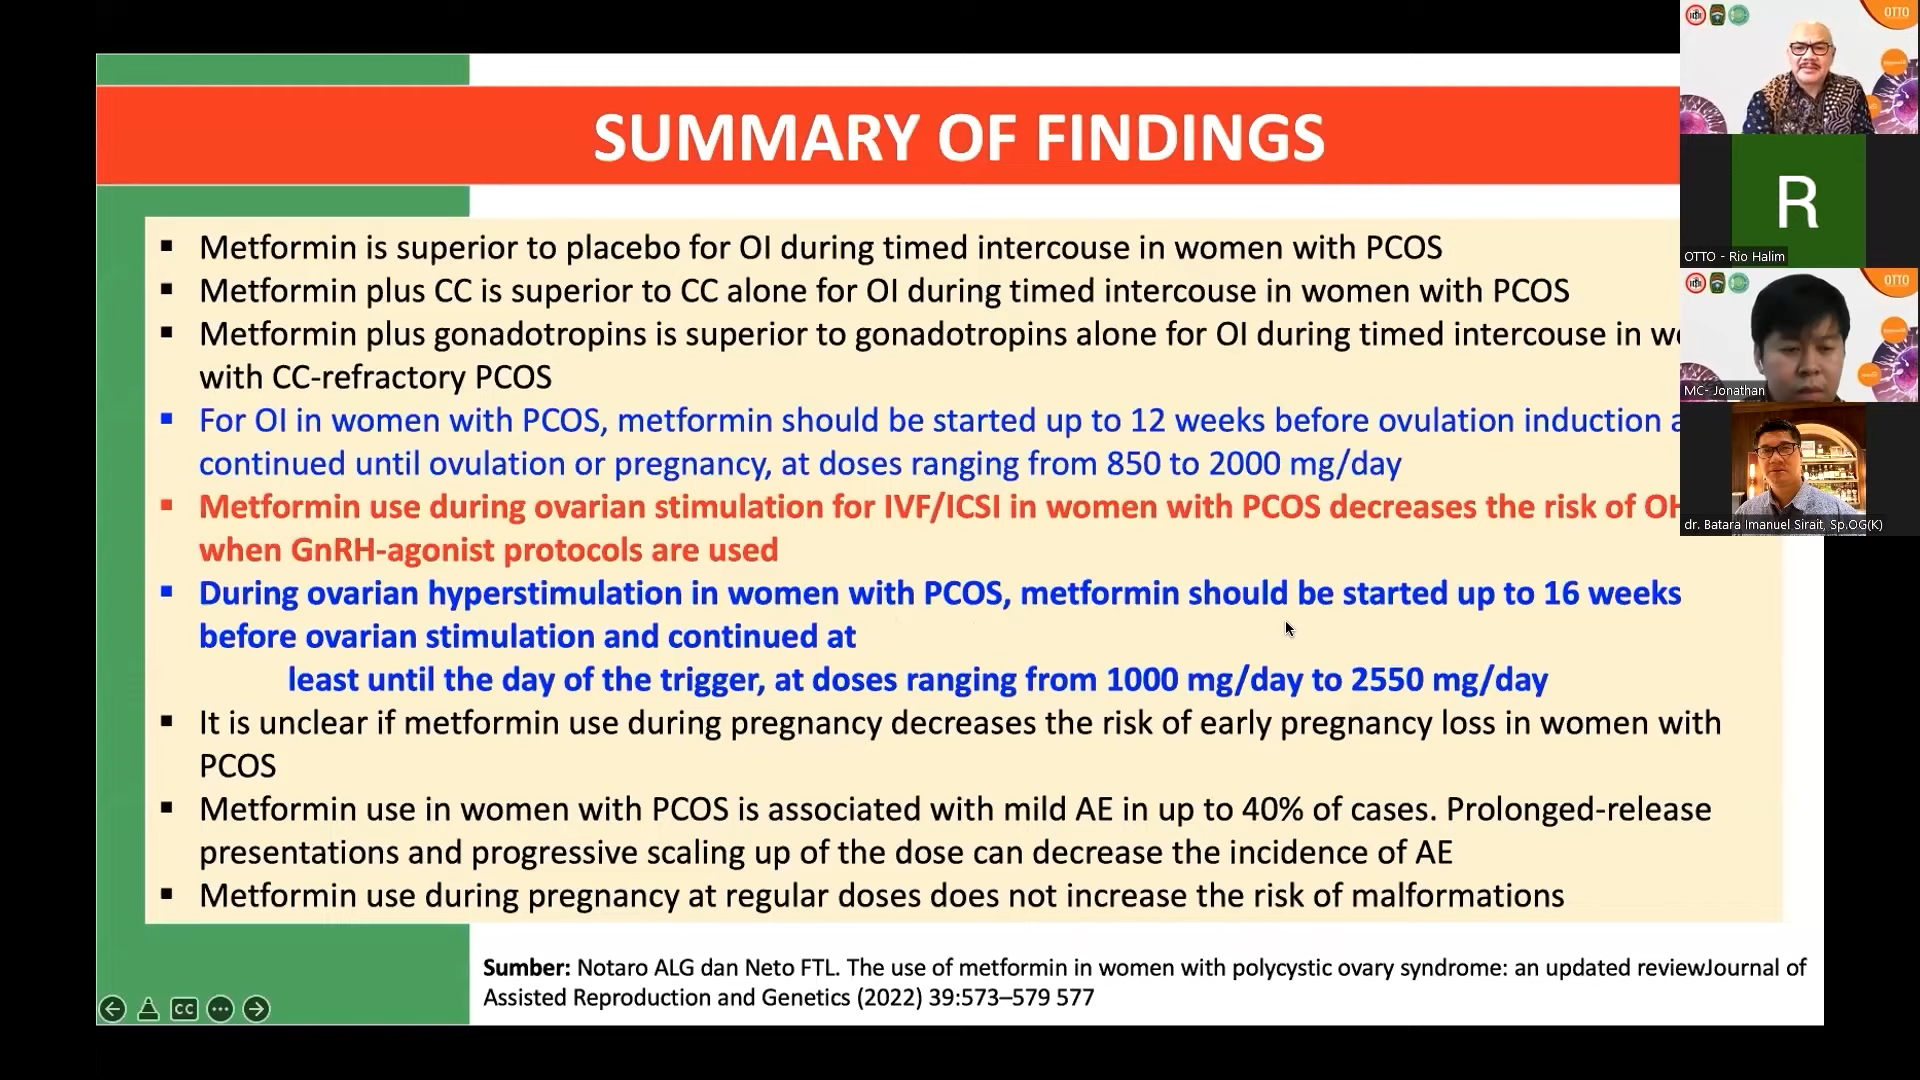 SUMMARY OF FINDINGS
▪ Metformin is superior to placebo for OI during timed intercouse in women with PCOS
▪ Metformin plus CC is superior to CC alone for OI during timed intercouse in women with PCOS
▪ Metformin plus gonadotropins is superior to gonadotropins alone for OI during timed intercouse in
with CC-refractory PCOS
▪ For OI in women with PCOS, metformin should be started up to 12 weeks before ovulation induction
continued until ovulation or pregnancy, at doses ranging from 850 to 2000 mg/day
▪ Metformin use during ovarian stimulation for IVF/ICSI in women with PCOS decreases the risk of
when GnRH-agonist protocols are used
▪ During ovarian hyperstimulation in women with PCOS, metformin should be started up to 16 weeks
before ovarian stimulation and continued at
least until the day of the trigger, at doses ranging from 1000 mg/day to 2550 mg/day
▪ It is unclear if metformin use during pregnancy decreases the risk of early pregnancy loss in women with
PCOS
▪ Metformin use in women with PCOS is associated with mild AE in up to 40% of cases. Prolonged-release
presentations and progressive scaling up of the dose can decrease the incidence of AE
▪ Metformin use during pregnancy at regular doses does not increase the risk of malformations
Sumber: Notaro ALG dan Neto FTL. The use of metformin in women with polycystic ovary syndrome: an updated reviewJournal of
Assisted Reproduction and Genetics (2022) 39:573–579 577
CC
OTTO
R
OTTO - Rio Halim
OTTO
MC- Jonathan
dr. Batara Imanuel Sirait, Sp.OG(K)